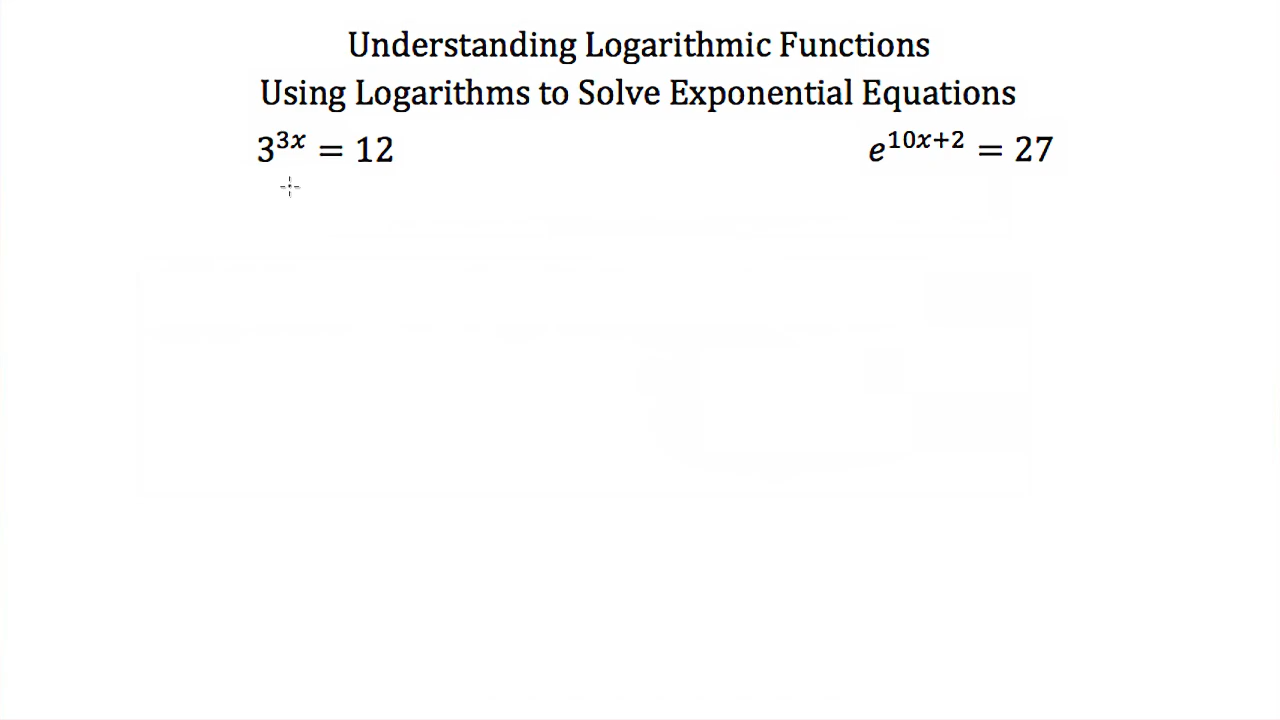 Understanding Logarithmic Functions
Using Logarithms to Solve Exponential Equations
3^{3x} = 12
e^{10x+2} = 27